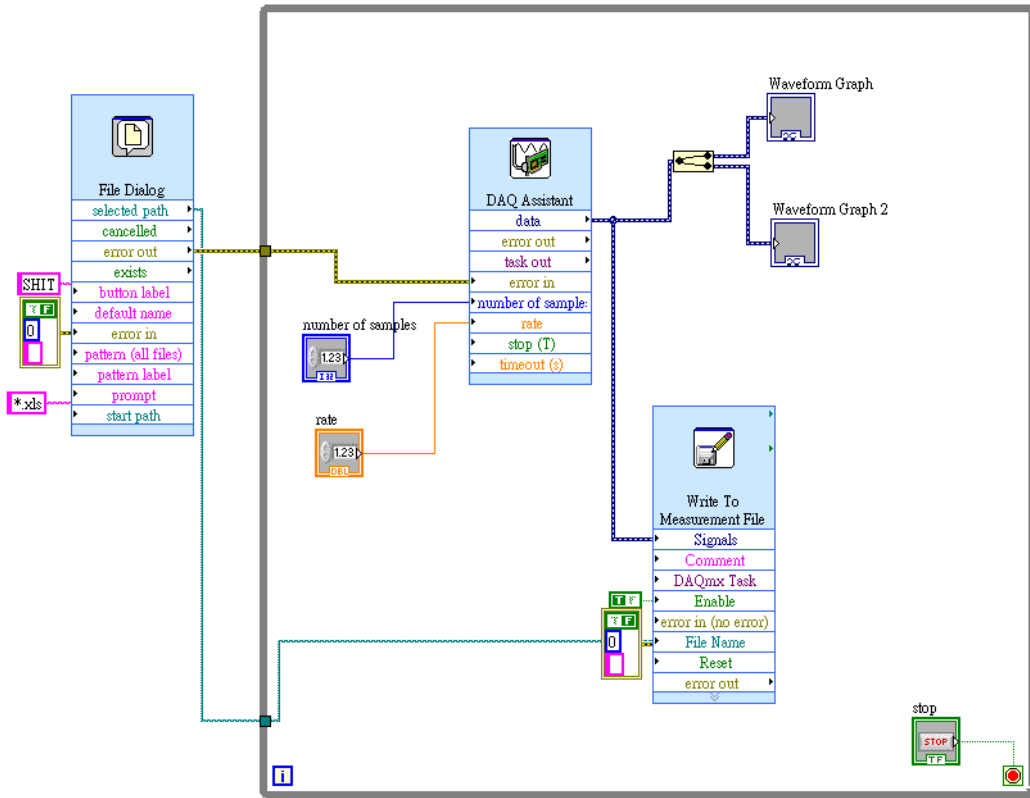 File Dialog
selected path
cancelled
error out
exists
button label
default name
error in
pattern (all files)
pattern label
prompt
start path
SHIT
F
0
*.xls
number of samples
1.23
I32
rate
1.23
DBL
DAQ Assistant
data
error out
task out
error in
number of sample:
rate
stop (T)
timeout (s)
Waveform Graph
Waveform Graph 2
Write To
Measurement File
Signals
Comment
DAQmx Task
Enable
error in (no error)
File Name
Reset
error out
T
F
0
stop
STOP
TF
i